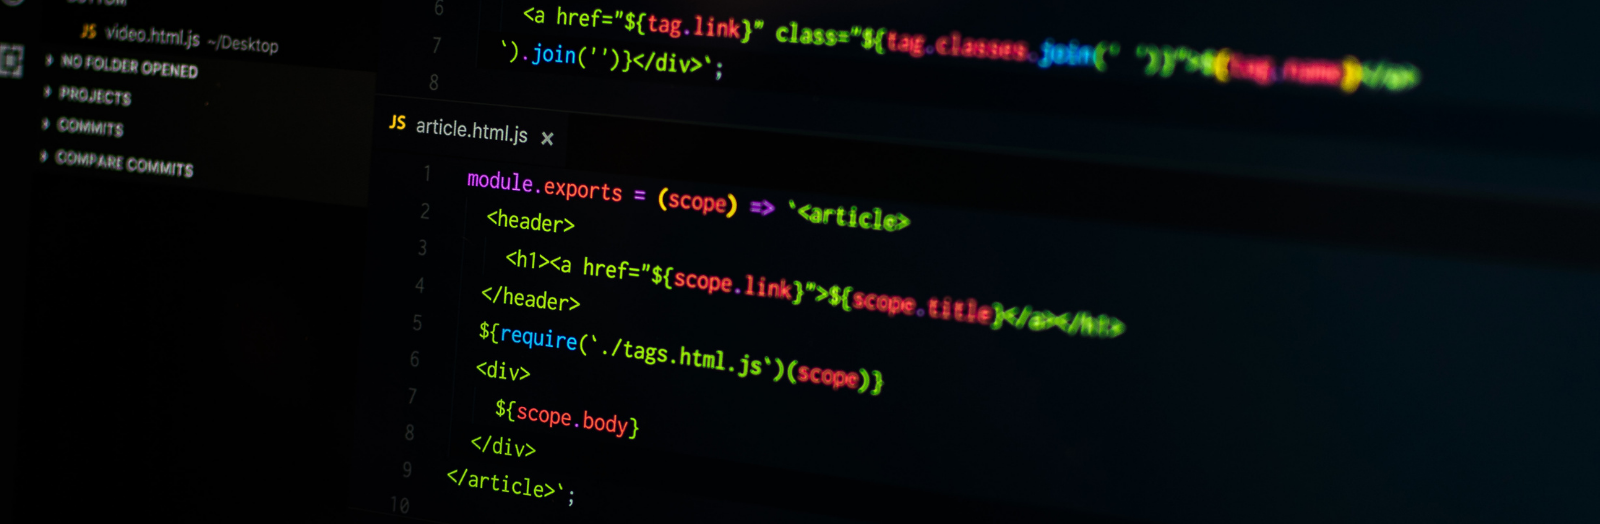 JS video.html.js ~/Desktop
NO FOLDER OPENED
PROJECTS
COMMITS
COMPARE COMMITS
6 <a href="${tag.link}" class="${tag.classes.join(' ')}">${tag.name}</a>
7 `).join('')}</div>`;
8
JS article.html.js ×
1 module.exports = (scope) => `<article>
2 <header>
3 <h1><a href="${scope.link}">${scope.title}</a></h1>
4 </header>
5 ${require(`./tags.html.js`)(scope)}
6 <div>
7 ${scope.body}
8 </div>
9 </article>`;
10